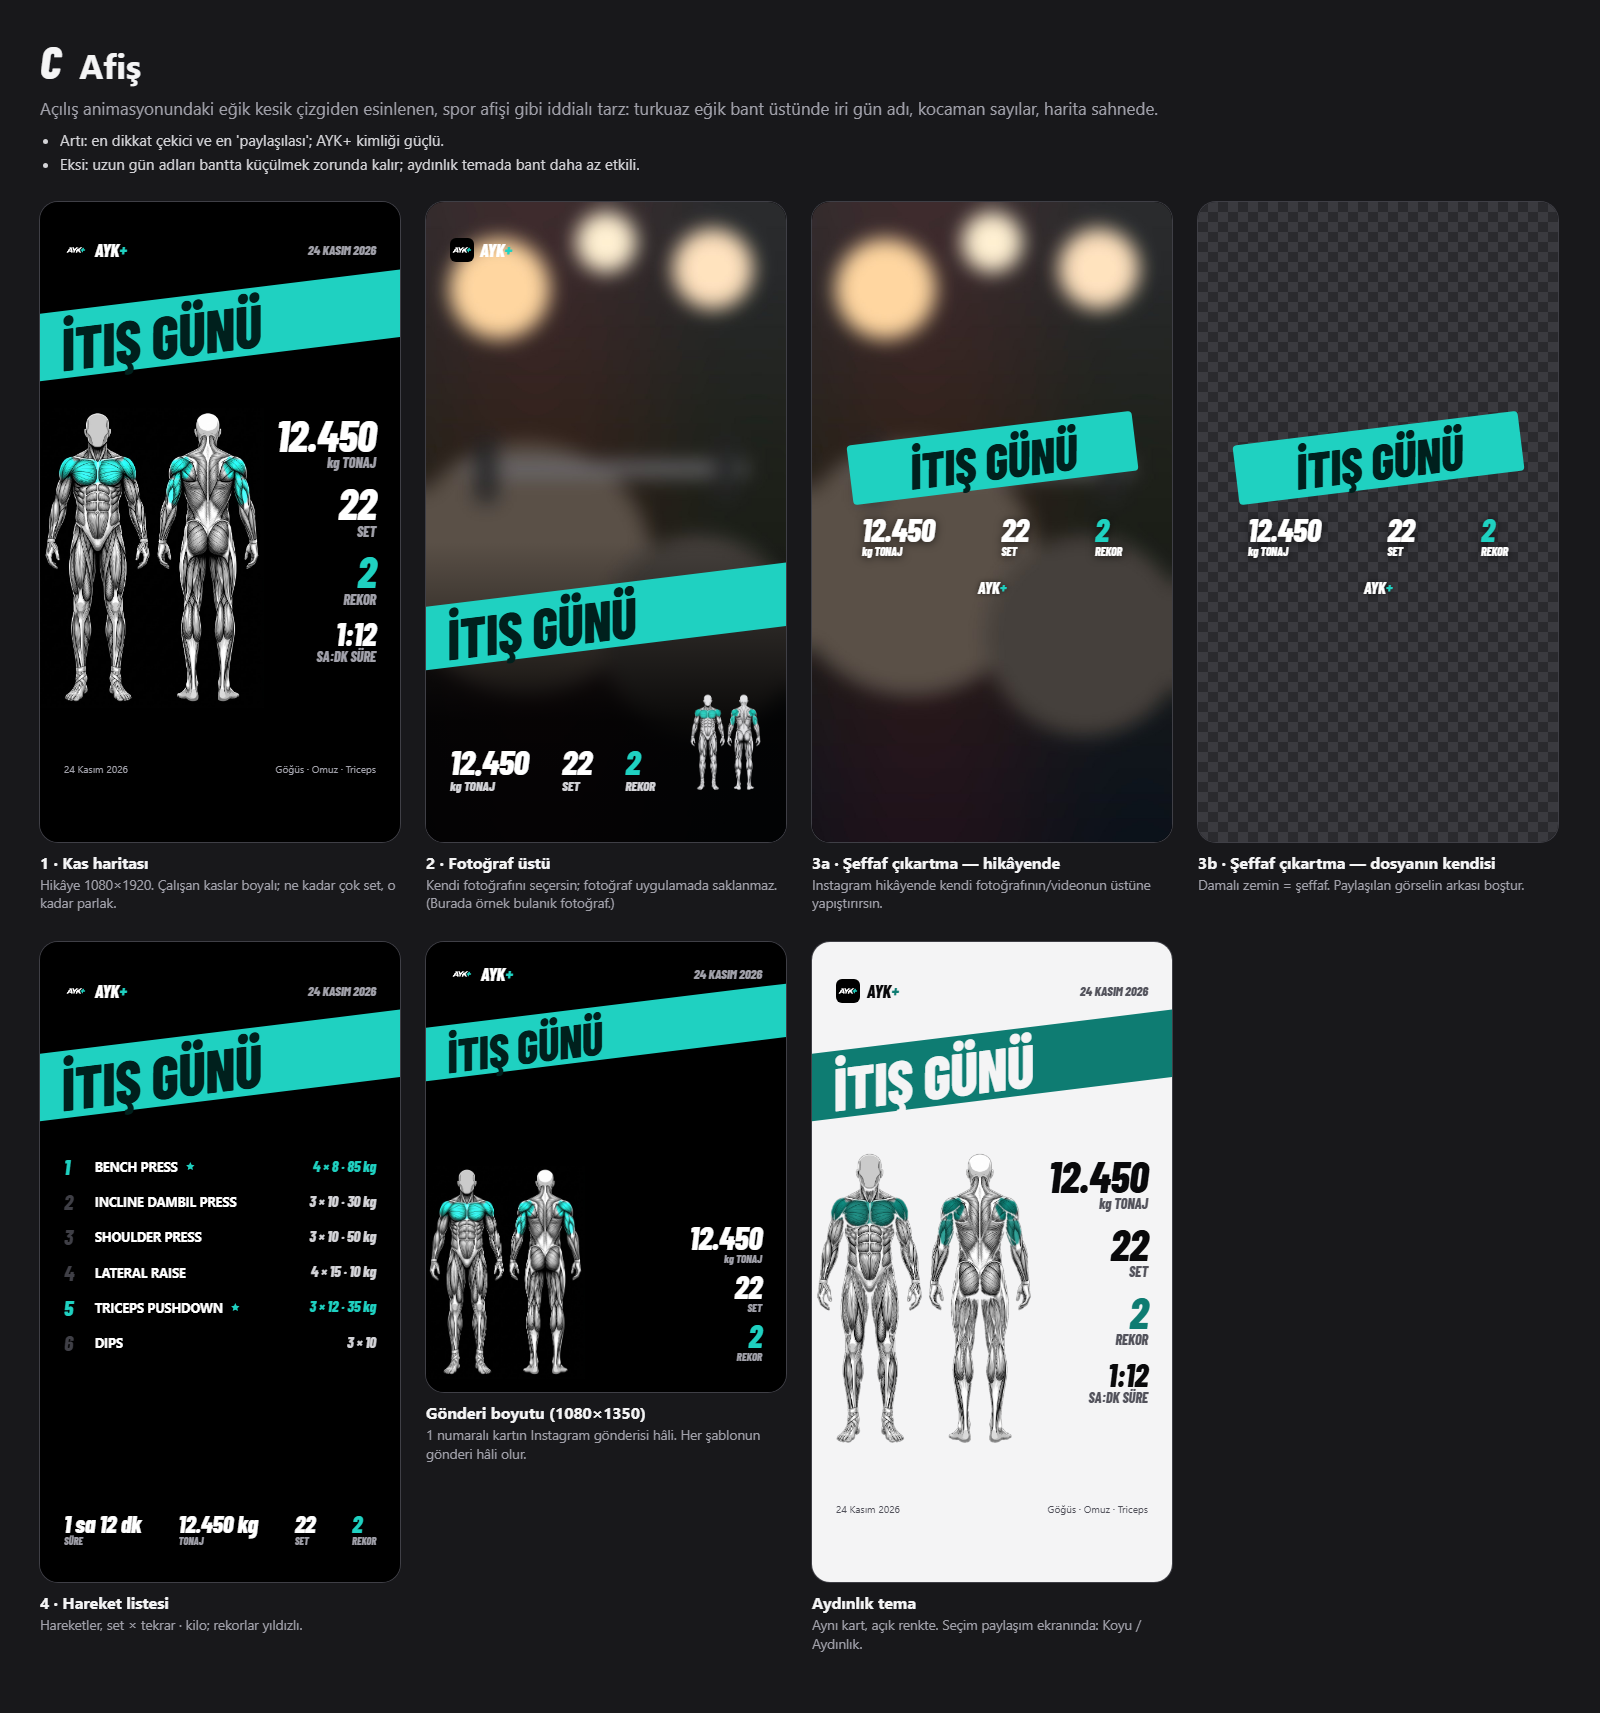 C Afiş
Açılış animasyonundaki eğik kesik çizgiden esinlenen, spor afişi gibi iddialı tarz: turkuaz eğik bant üstünde iri gün adı, kocaman sayılar, harita sahnede.
• Artı: en dikkat çekici ve en 'paylaşılası'; AYK+ kimliği güçlü.
• Eksi: uzun gün adları bantta küçülmek zorunda kalır; aydınlık temada bant daha az etkili.
AYK+ AYK+
24 KASIM 2026
İTİŞ GÜNÜ
12.450
kg TONAJ
22
SET
2
REKOR
1:12
SA:DK SÜRE
24 Kasım 2026
Göğüs · Omuz · Triceps
1 · Kas haritası
Hikâye 1080×1920. Çalışan kaslar boyalı; ne kadar çok set, o
kadar parlak.
AYK+ AYK+
İTİŞ GÜNÜ
12.450 22 2
kg TONAJ SET REKOR
2 · Fotoğraf üstü
Kendi fotoğrafını seçersin; fotoğraf uygulamada saklanmaz.
(Burada örnek bulanık fotoğraf.)
İTİŞ GÜNÜ
12.450 22 2
kg TONAJ SET REKOR
AYK+
3a · Şeffaf çıkartma — hikâyende
Instagram hikâyende kendi fotoğrafının/videonun üstüne
yapıştırırsın.
İTİŞ GÜNÜ
12.450 22 2
kg TONAJ SET REKOR
AYK+
3b · Şeffaf çıkartma — dosyanın kendisi
Damalı zemin = şeffaf. Paylaşılan görselin arkası boştur.
AYK+ AYK+
24 KASIM 2026
İTİŞ GÜNÜ
1 BENCH PRESS ★ 4 × 8 · 85 kg
2 INCLINE DAMBIL PRESS 3 × 10 · 30 kg
3 SHOULDER PRESS 3 × 10 · 50 kg
4 LATERAL RAISE 4 × 15 · 10 kg
5 TRICEPS PUSHDOWN ★ 3 × 12 · 35 kg
6 DIPS 3 × 10
1 sa 12 dk 12.450 kg 22 2
SÜRE TONAJ SET REKOR
4 · Hareket listesi
Hareketler, set × tekrar · kilo; rekorlar yıldızlı.
AYK+ AYK+
24 KASIM 2026
İTİŞ GÜNÜ
12.450
kg TONAJ
22
SET
2
REKOR
Gönderi boyutu (1080×1350)
1 numaralı kartın Instagram gönderisi hâli. Her şablonun
gönderi hâli olur.
AYK+ AYK+
24 KASIM 2026
İTİŞ GÜNÜ
12.450
kg TONAJ
22
SET
2
REKOR
1:12
SA:DK SÜRE
24 Kasım 2026
Göğüs · Omuz · Triceps
Aydınlık tema
Aynı kart, açık renkte. Seçim paylaşım ekranında: Koyu /
Aydınlık.